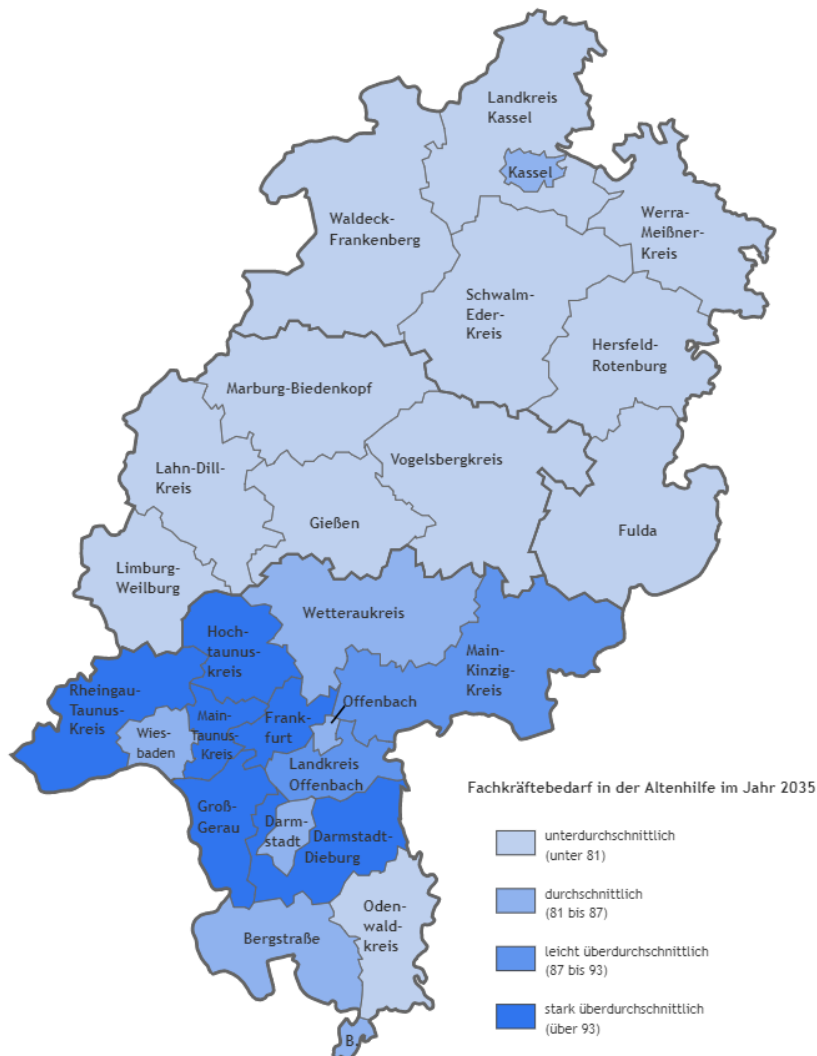 Landkreis
Kassel
Kassel
Waldeck-
Frankenberg
Werra-
Meißner-
Kreis
Schwalm-
Eder-
Kreis
Hersfeld-
Rotenburg
Marburg-Biedenkopf
Vogelsbergkreis
Lahn-Dill-
Kreis
Gießen
Fulda
Limburg-
Weilburg
Wetteraukreis
Hoch-
taunus-
kreis
Main-
Kinzig-
Kreis
Rheingau-
Taunus-
Kreis
Offenbach
Main-
Taunus-
Kreis
Frank-
furt
Wies-
baden
Landkreis
Offenbach
Groß-
Gerau
Darm-
stadt
Darmstadt-
Dieburg
Oden-
wald-
kreis
Bergstraße
B.
Fachkräftebedarf in der Altenhilfe im Jahr 2035
unterdurchschnittlich
(unter 81)
durchschnittlich
(81 bis 87)
leicht überdurchschnittlich
(87 bis 93)
stark überdurchschnittlich
(über 93)